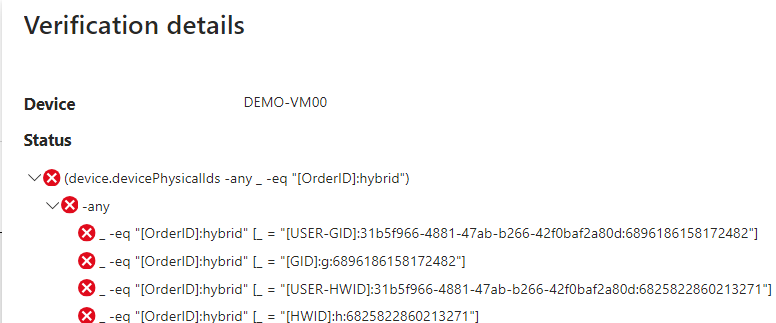 Verification details
Device DEMO-VM00
Status
(device.devicePhysicalIds -any _ -eq "[OrderID]:hybrid")
-any
_ -eq "[OrderID]:hybrid" [_ = "[USER-GID]:31b5f966-4881-47ab-b266-42f0baf2a80d:6896186158172482"]
_ -eq "[OrderID]:hybrid" [_ = "[GID]:g:6896186158172482"]
_ -eq "[OrderID]:hybrid" [_ = "[USER-HWID]:31b5f966-4881-47ab-b266-42f0baf2a80d:6825822860213271"]
_ -eq "[OrderID]:hybrid" [_ = "[HWID]:h:6825822860213271"]